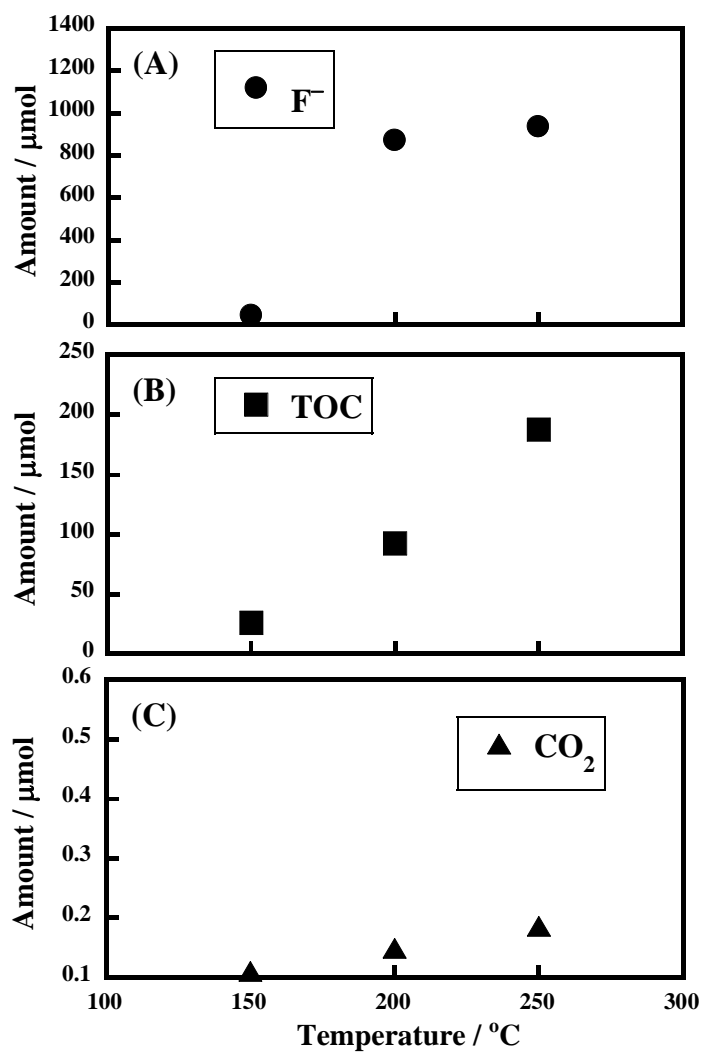 1400
1200
1000
800
600
400
200
0
Amount / μmol
(A)
F⁻
250
200
150
100
50
0
Amount / μmol
(B)
TOC
0.6
0.5
0.4
0.3
0.2
0.1
Amount / μmol
(C)
CO₂
100 150 200 250 300
Temperature / °C